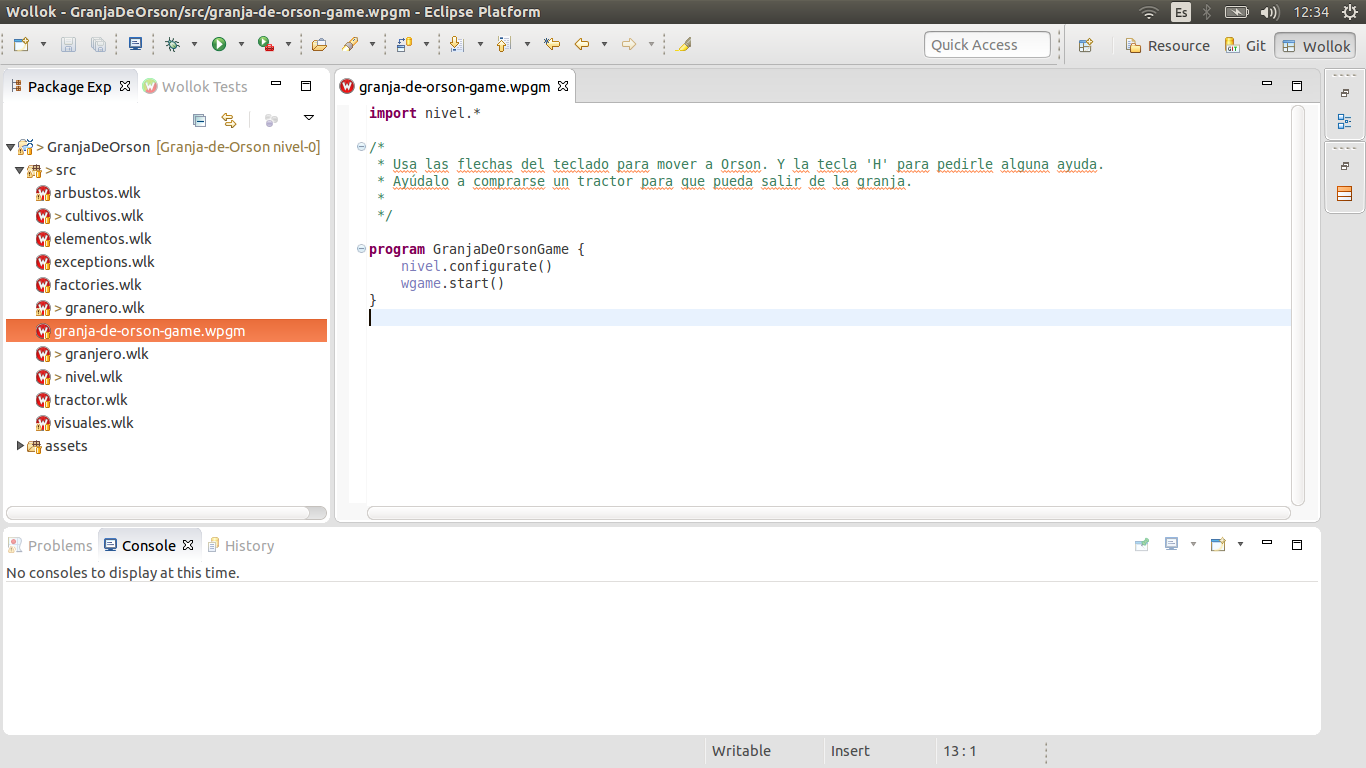 Wollok - GranjaDeOrson/src/granja-de-orson-game.wpgm - Eclipse Platform
Es
12:34
Quick Access
Resource
Git
Wollok
Package Exp
Wollok Tests
> GranjaDeOrson [Granja-de-Orson nivel-0]
> src
arbustos.wlk
> cultivos.wlk
elementos.wlk
exceptions.wlk
factories.wlk
> granero.wlk
granja-de-orson-game.wpgm
> granjero.wlk
> nivel.wlk
tractor.wlk
visuales.wlk
assets
granja-de-orson-game.wpgm
import nivel.*
/*
* Usa las flechas del teclado para mover a Orson. Y la tecla 'H' para pedirle alguna ayuda.
* Ayúdalo a comprarse un tractor para que pueda salir de la granja.
*
*/
program GranjaDeOrsonGame {
nivel.configurate()
wgame.start()
}
Problems
Console
History
No consoles to display at this time.
Writable
Insert
13 : 1